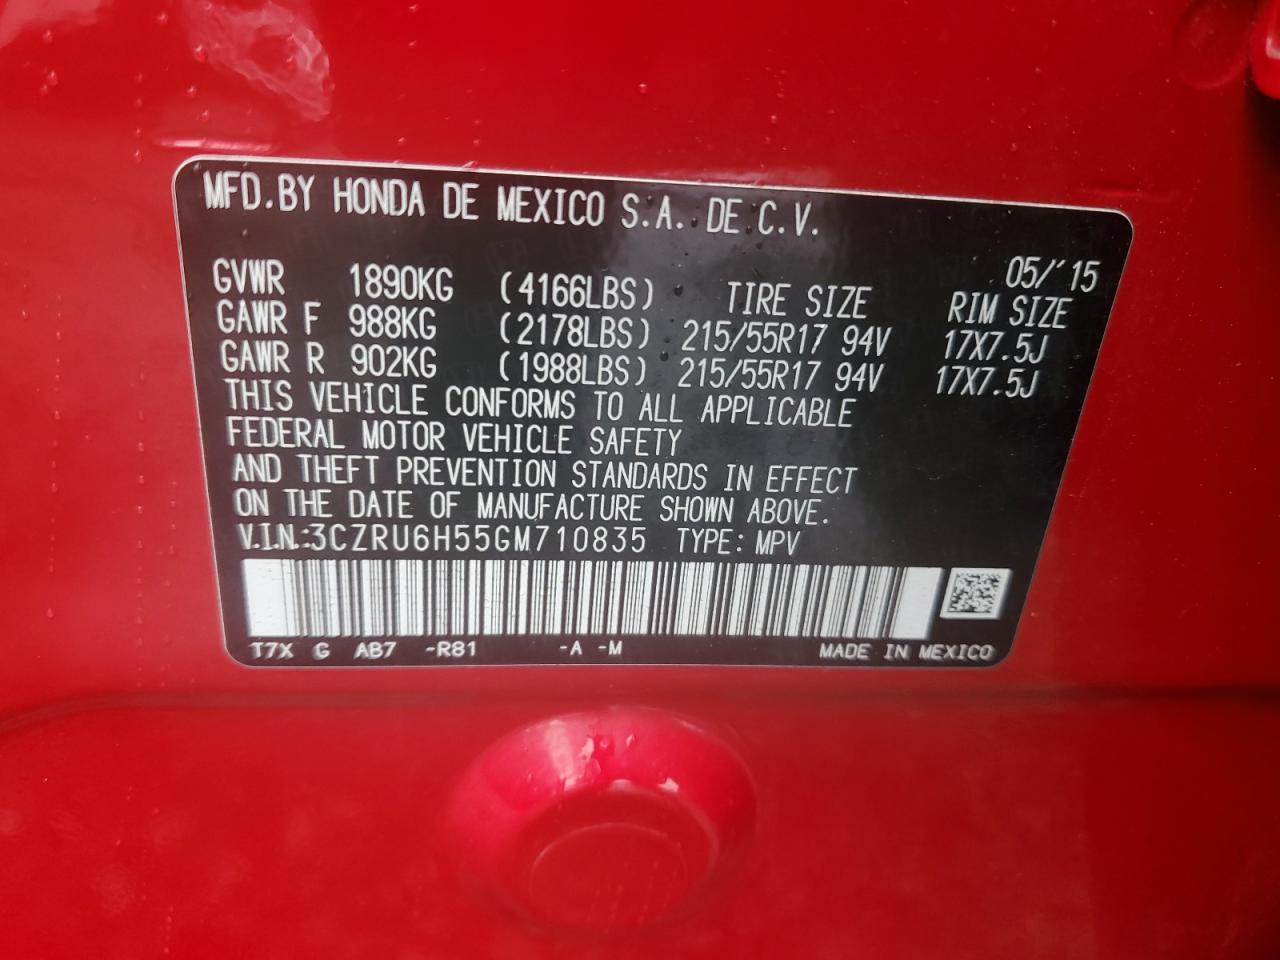 MFD.BY HONDA DE MEXICO S.A. DE C.V.
05/'15
GVWR 1890KG (4166LBS) TIRE SIZE RIM SIZE
GAWR F 988KG (2178LBS) 215/55R17 94V 17X7.5J
GAWR R 902KG (1988LBS) 215/55R17 94V 17X7.5J
THIS VEHICLE CONFORMS TO ALL APPLICABLE
FEDERAL MOTOR VEHICLE SAFETY
AND THEFT PREVENTION STANDARDS IN EFFECT
ON THE DATE OF MANUFACTURE SHOWN ABOVE.
V.I.N.:3CZRU6H55GM710835 TYPE: MPV
T7X G AB7 -R81 -A -M MADE IN MEXICO